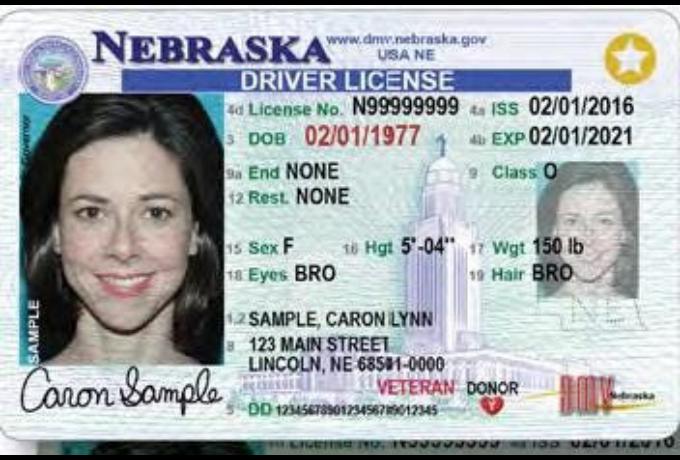 NEBRASKA www.dmv.nebraska.gov
USA NE
DRIVER LICENSE
4d License No. N99999999 4a ISS 02/01/2016
3 DOB 02/01/1977 4b EXP 02/01/2021
9a End NONE 9 Class O
12 Rest. NONE
15 Sex F 16 Hgt 5'-04" 17 Wgt 150 lb
18 Eyes BRO 19 Hair BRO
1,2 SAMPLE, CARON LYNN
8 123 MAIN STREET
LINCOLN, NE 68501-0000
VETERAN DONOR
5 DD 1234567890123456789012345
DMV Nebraska
Governor
SAMPLE
Caron Sample
NE
License No. N99999999 4a ISS 02/01/2016